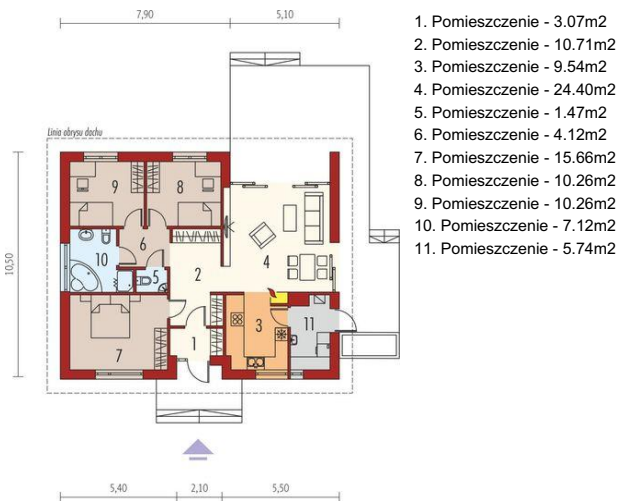 7,90
5,10
Linia obrysu dachu
10,50
9
8
6
10
5
2
4
7
1
3
11
5,40
2,10
5,50
1. Pomieszczenie - 3.07m2
2. Pomieszczenie - 10.71m2
3. Pomieszczenie - 9.54m2
4. Pomieszczenie - 24.40m2
5. Pomieszczenie - 1.47m2
6. Pomieszczenie - 4.12m2
7. Pomieszczenie - 15.66m2
8. Pomieszczenie - 10.26m2
9. Pomieszczenie - 10.26m2
10. Pomieszczenie - 7.12m2
11. Pomieszczenie - 5.74m2